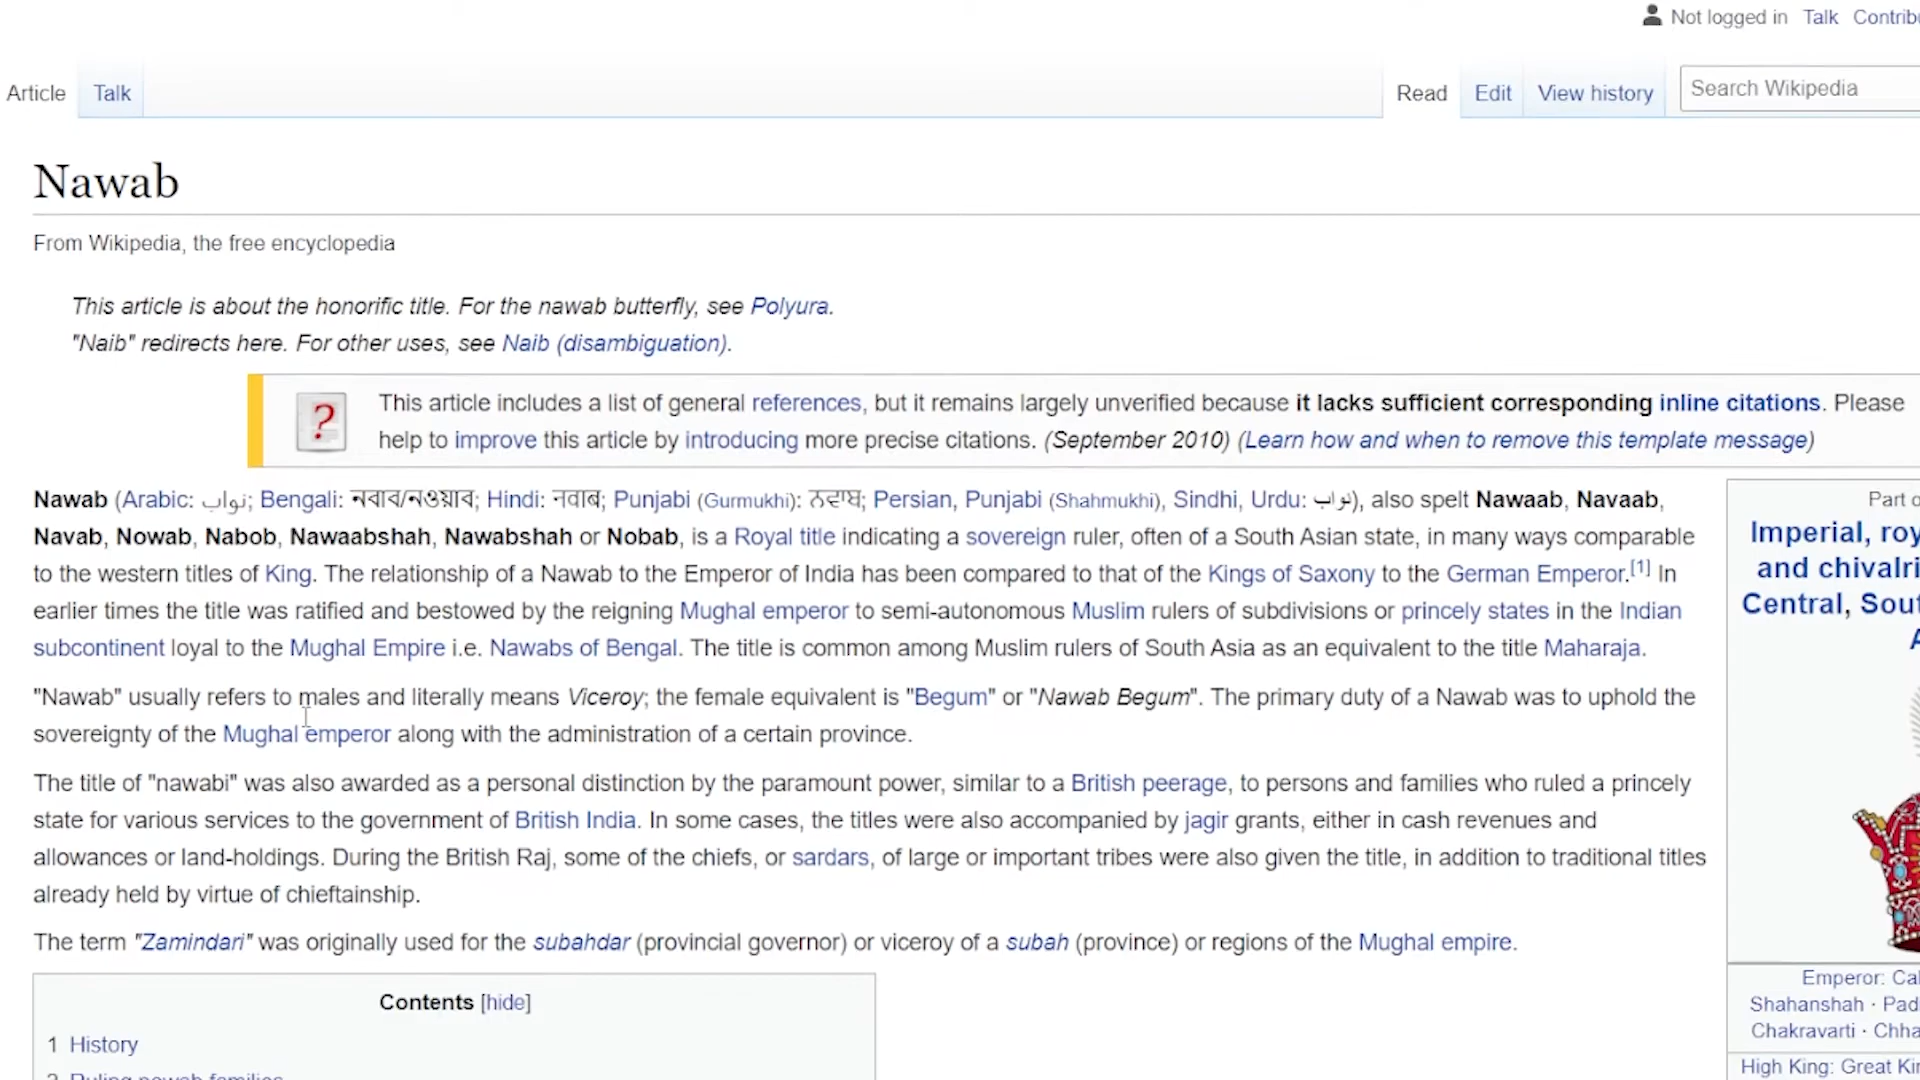 Not logged in Talk
Article Talk Read Edit View history Search Wikipedia
Nawab
From Wikipedia, the free encyclopedia
This article is about the honorific title. For the nawab butterfly, see Polyura.
"Naib" redirects here. For other uses, see Naib (disambiguation).
This article includes a list of general references, but it remains largely unverified because it lacks sufficient corresponding inline citations. Please
help to improve this article by introducing more precise citations. (September 2010) (Learn how and when to remove this template message)
Nawab (Arabic: نواب; Bengali: নবাব/নওয়াব; Hindi: नवाब; Punjabi (Gurmukhi): ਨਵਾਬ; Persian, Punjabi (Shahmukhi), Sindhi, Urdu: نواب), also spelt Nawaab, Navaab,
Navab, Nowab, Nabob, Nawaabshah, Nawabshah or Nobab, is a Royal title indicating a sovereign ruler, often of a South Asian state, in many ways comparable
to the western titles of King. The relationship of a Nawab to the Emperor of India has been compared to that of the Kings of Saxony to the German Emperor.[1] In
earlier times the title was ratified and bestowed by the reigning Mughal emperor to semi-autonomous Muslim rulers of subdivisions or princely states in the Indian
subcontinent loyal to the Mughal Empire i.e. Nawabs of Bengal. The title is common among Muslim rulers of South Asia as an equivalent to the title Maharaja.
"Nawab" usually refers to males and literally means Viceroy; the female equivalent is "Begum" or "Nawab Begum". The primary duty of a Nawab was to uphold the
sovereignty of the Mughal emperor along with the administration of a certain province.
The title of "nawabi" was also awarded as a personal distinction by the paramount power, similar to a British peerage, to persons and families who ruled a princely
state for various services to the government of British India. In some cases, the titles were also accompanied by jagir grants, either in cash revenues and
allowances or land-holdings. During the British Raj, some of the chiefs, or sardars, of large or important tribes were also given the title, in addition to traditional titles
already held by virtue of chieftainship.
The term "Zamindari" was originally used for the subahdar (provincial governor) or viceroy of a subah (province) or regions of the Mughal empire.
Contents [hide]
1 History
2 Ruling nawab families
Part
Imperial,
and
Central,
Emperor:
Shahanshah ·
Chakravarti ·
High King: Great